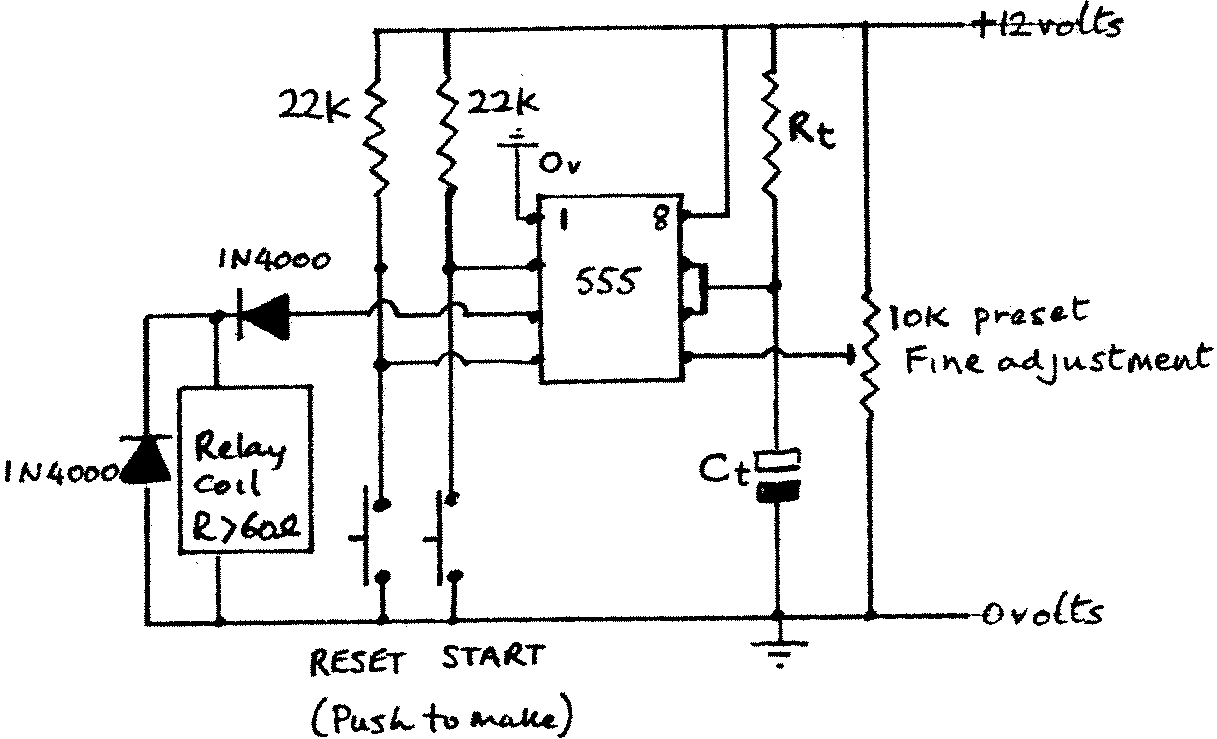 +12 volts
22k
22k
Rt
0v
1
8
555
1N4000
10K preset
Fine adjustment
1N4000
Relay
coil
R>60Ω
Ct
0 volts
RESET START
(Push to make)